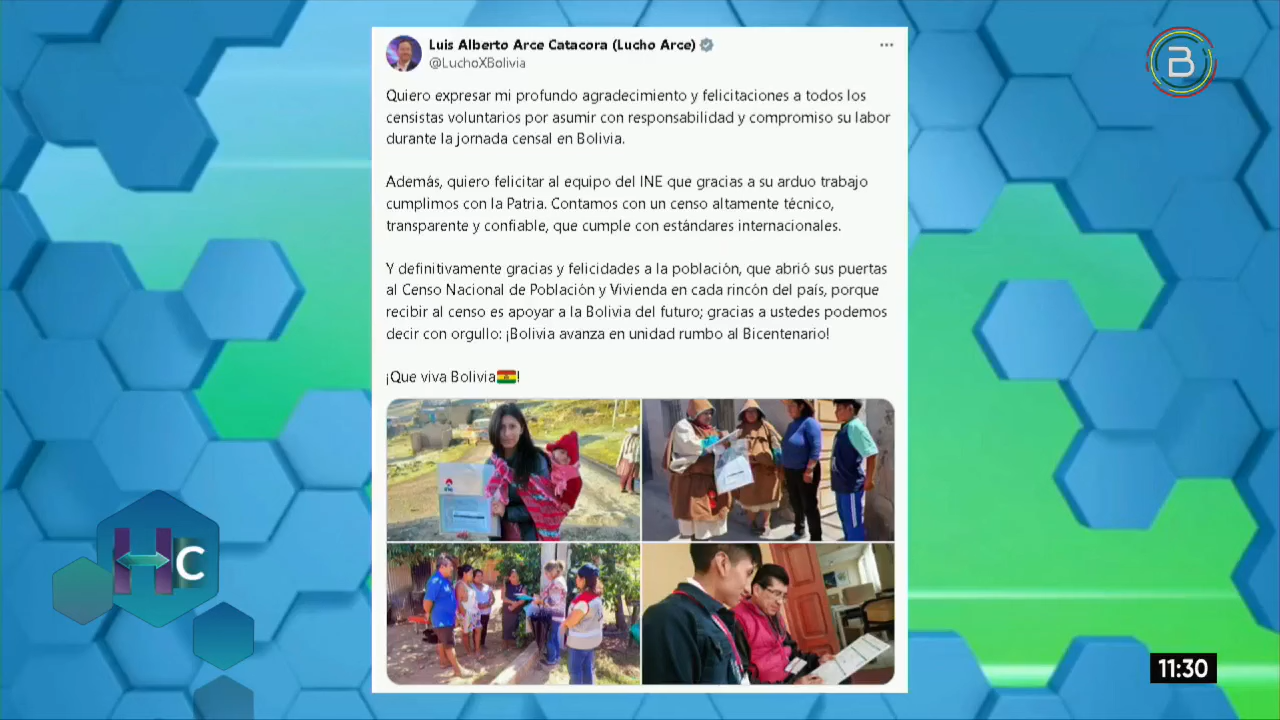 Luis Alberto Arce Catacora (Lucho Arce)
@LuchoXBolivia
Quiero expresar mi profundo agradecimiento y felicitaciones a todos los
censistas voluntarios por asumir con responsabilidad y compromiso su labor
durante la jornada censal en Bolivia.
Además, quiero felicitar al equipo del INE que gracias a su arduo trabajo
cumplimos con la Patria. Contamos con un censo altamente técnico,
transparente y confiable, que cumple con estándares internacionales.
Y definitivamente gracias y felicidades a la población, que abrió sus puertas
al Censo Nacional de Población y Vivienda en cada rincón del país, porque
recibir al censo es apoyar a la Bolivia del futuro; gracias a ustedes podemos
decir con orgullo: ¡Bolivia avanza en unidad rumbo al Bicentenario!
¡Que viva Bolivia🇧🇴!
B
HC
11:30